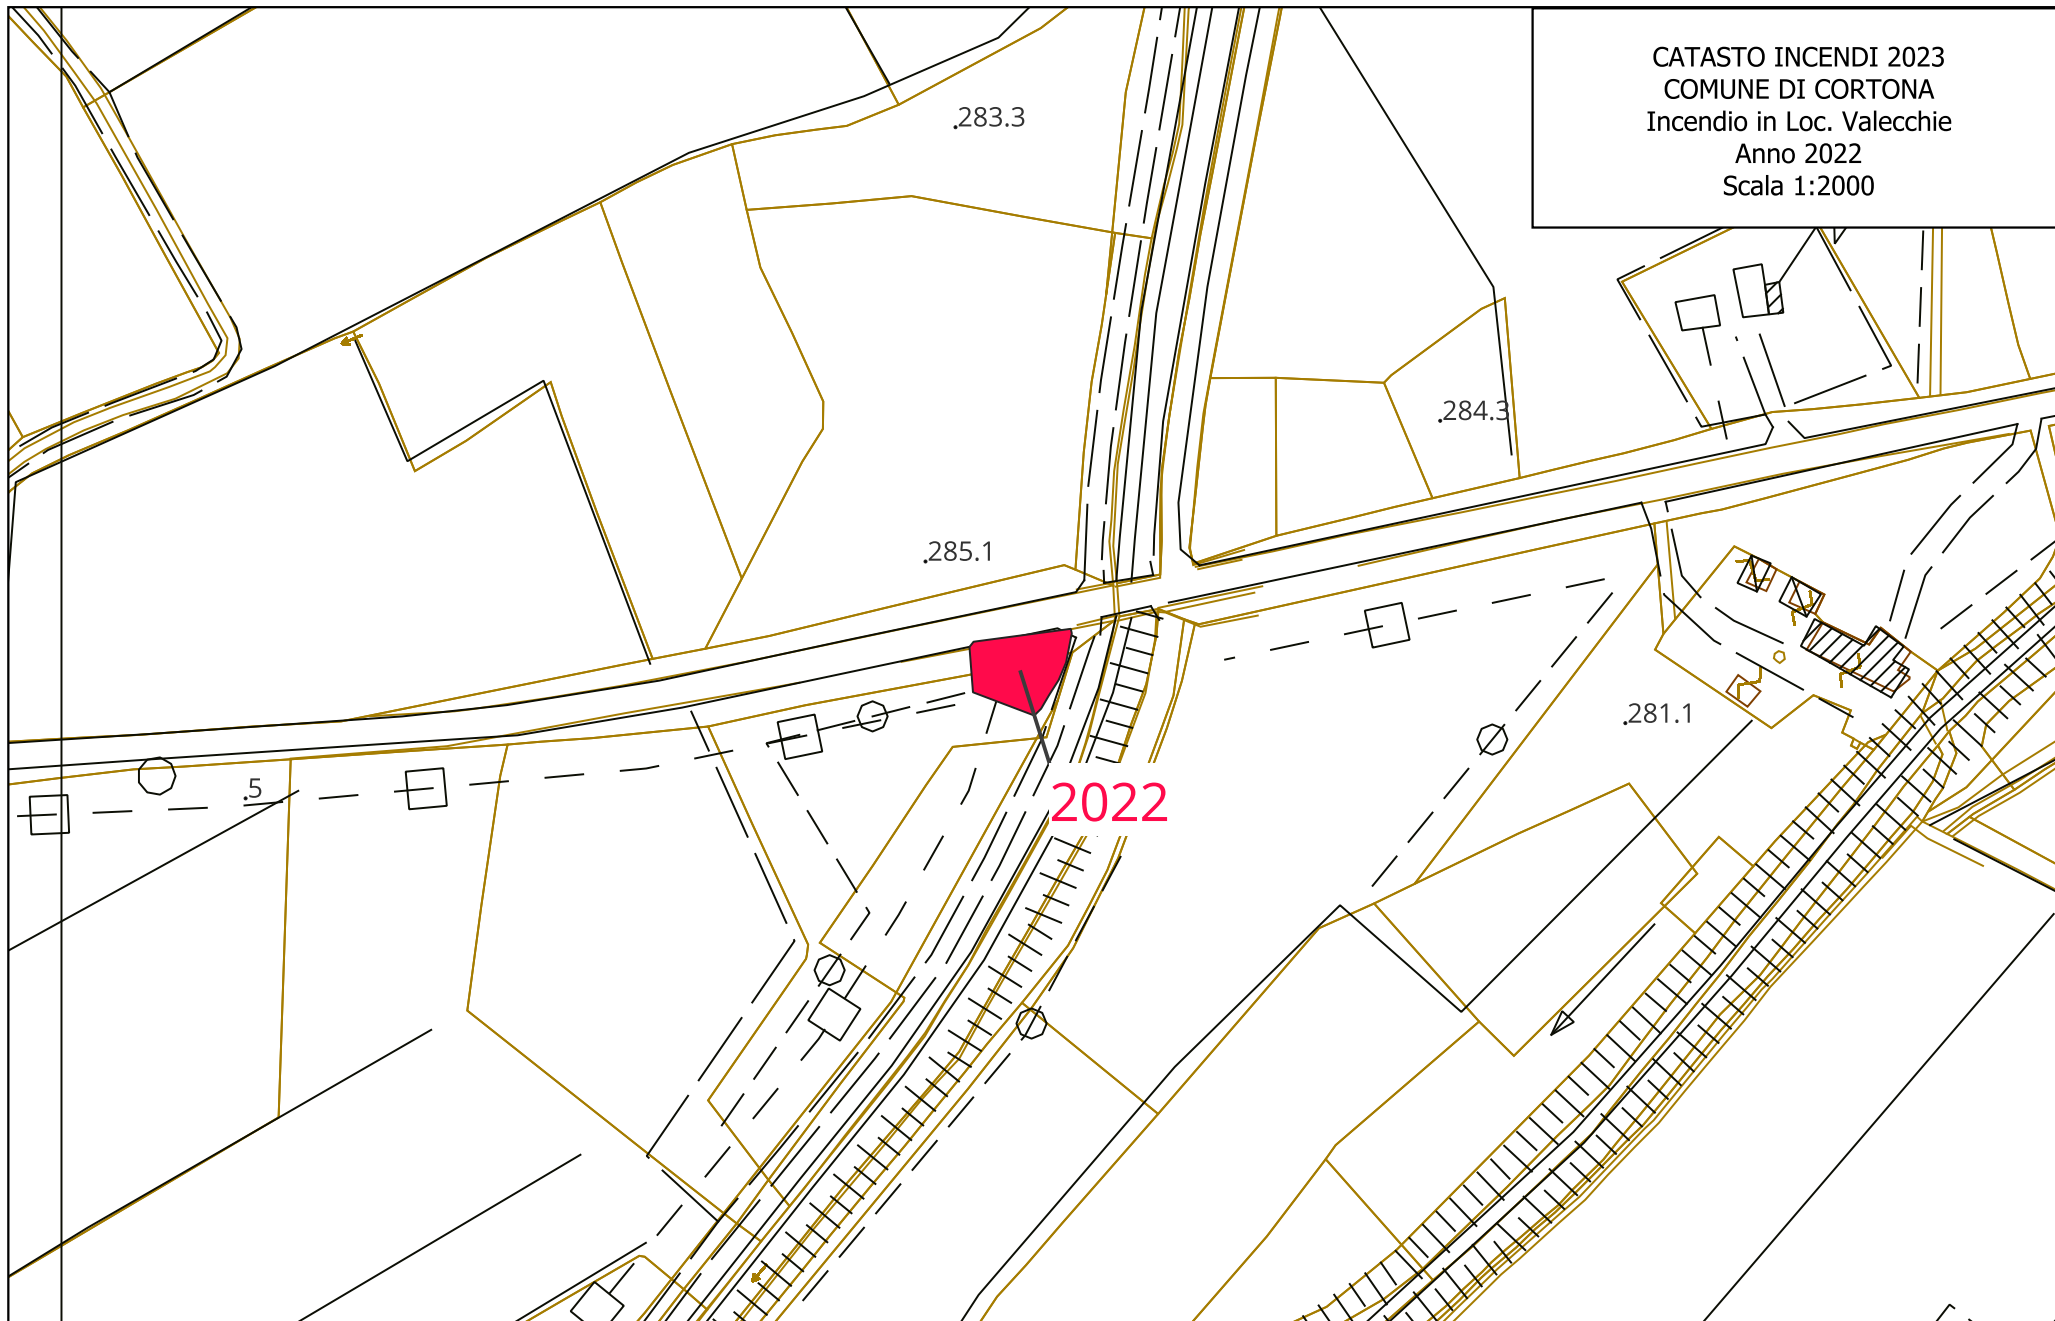 CATASTO INCENDI 2023
COMUNE DI CORTONA
Incendio in Loc. Valecchie
Anno 2022
Scala 1:2000
.283.3
.284.3
.285.1
.281.1
.5
2022